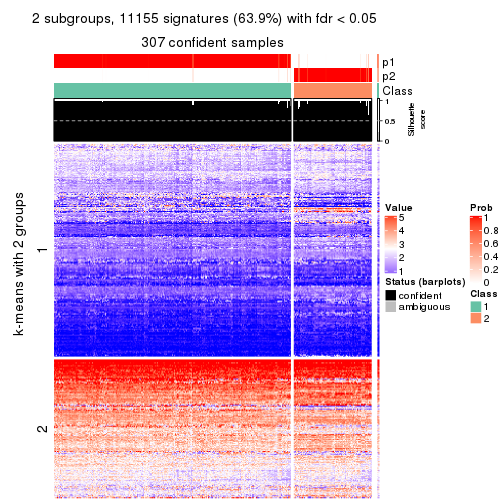 2 subgroups, 11155 signatures (63.9%) with fdr < 0.05
307 confident samples
p1
p2
Class
1
0.5
0
Silhouette
score
k-means with 2 groups
1
2
Value
5
4
3
2
1
Status (barplots)
confident
ambiguous
Prob
1
0.8
0.6
0.4
0.2
0
Class
1
2